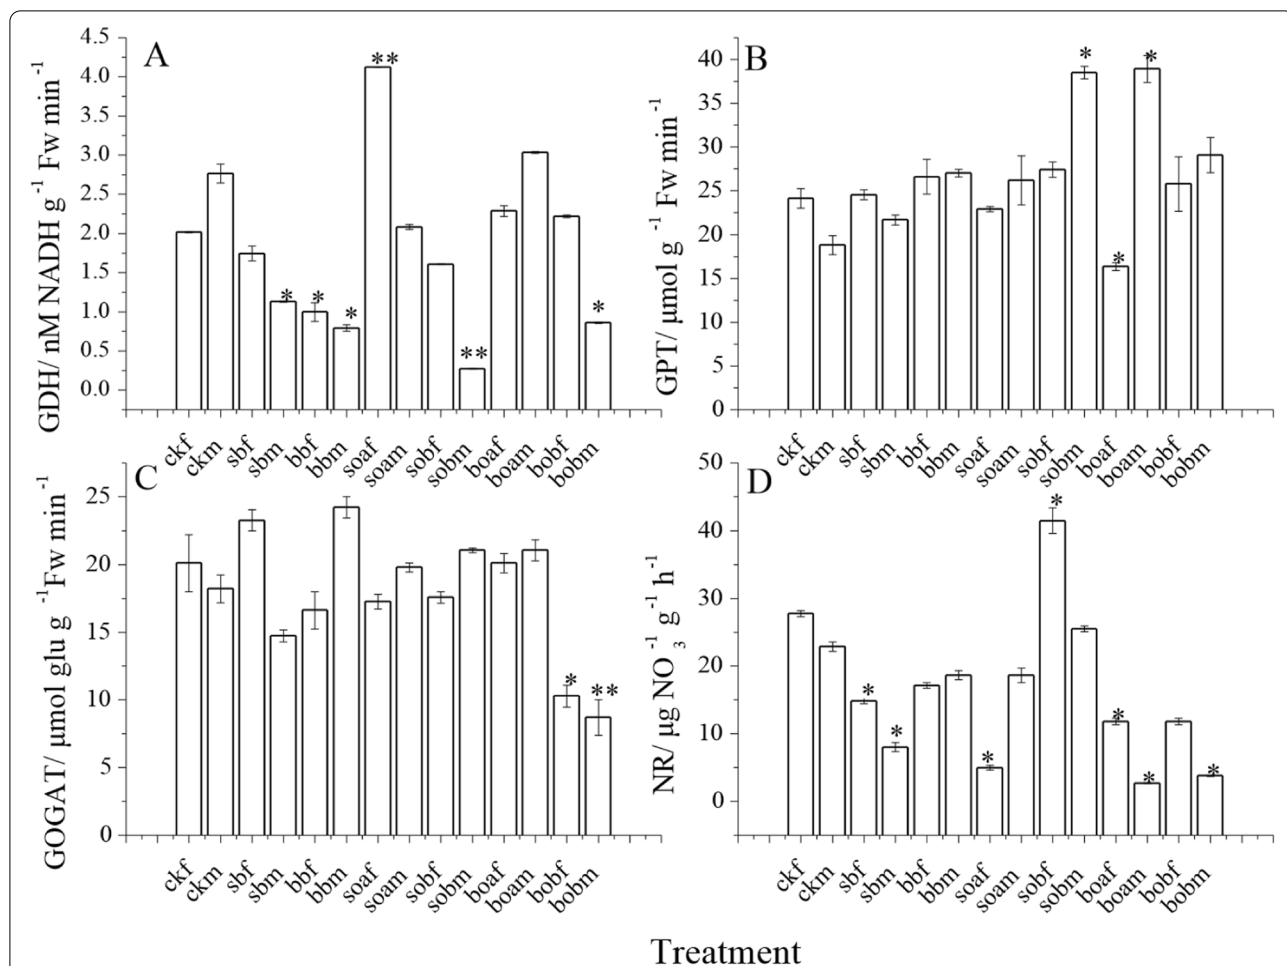 A
GDH/ nM NADH g⁻¹ Fw min⁻¹
4.5
4.0
3.5
3.0
2.5
2.0
1.5
1.0
0.5
0.0
**
*
*
*
**
*
ckf
ckm
sbf
sbm
bbf
bbm
soaf
soam
sobf
sobm
boaf
boam
bobf
bobm
B
GPT/ µmol g⁻¹ Fw min⁻¹
40
35
30
25
20
15
10
5
0
*
*
*
ckf
ckm
sbf
sbm
bbf
bbm
soaf
soam
sobf
sobm
boaf
boam
bobf
bobm
C
GOGAT/ µmol glu g⁻¹Fw min⁻¹
25
20
15
10
5
0
*
**
ckf
ckm
sbf
sbm
bbf
bbm
soaf
soam
sobf
sobm
boaf
boam
bobf
bobm
D
NR/ µg NO₃⁻¹ g⁻¹ h⁻¹
50
40
30
20
10
0
*
*
*
*
*
*
*
ckf
ckm
sbf
sbm
bbf
bbm
soaf
soam
sobf
sobm
boaf
boam
bobf
bobm
Treatment